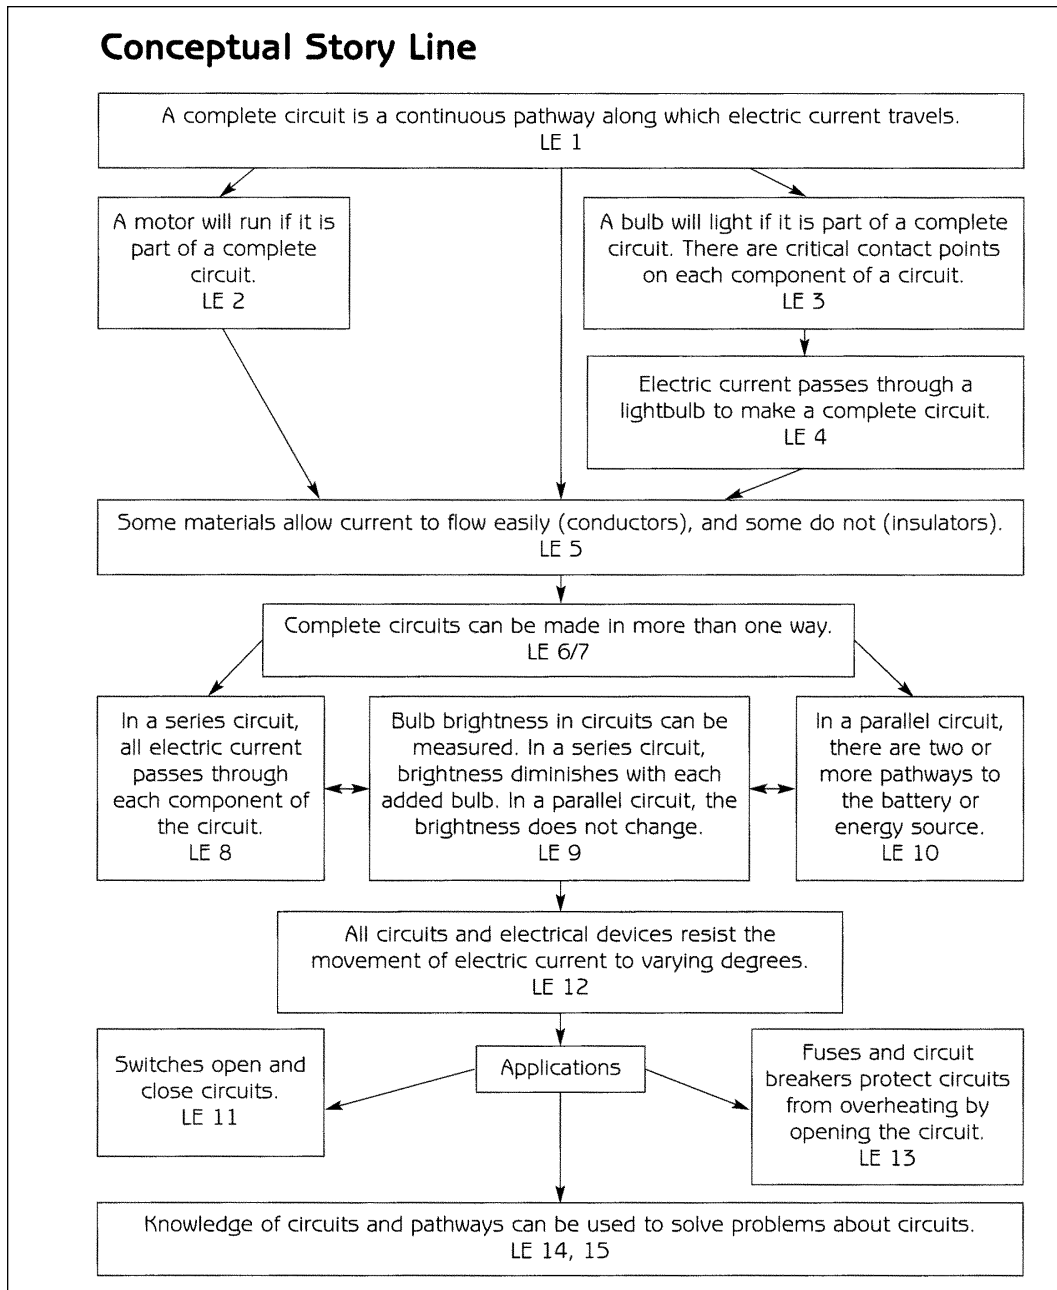 Conceptual Story Line
A complete circuit is a continuous pathway along which electric current travels.
LE 1
A motor will run if it is
part of a complete
circuit.
LE 2
A bulb will light if it is part of a complete
circuit. There are critical contact points
on each component of a circuit.
LE 3
Electric current passes through a
lightbulb to make a complete circuit.
LE 4
Some materials allow current to flow easily (conductors), and some do not (insulators).
LE 5
Complete circuits can be made in more than one way.
LE 6/7
In a series circuit,
all electric current
passes through
each component of
the circuit.
LE 8
Bulb brightness in circuits can be
measured. In a series circuit,
brightness diminishes with each
added bulb. In a parallel circuit, the
brightness does not change.
LE 9
In a parallel circuit,
there are two or
more pathways to
the battery or
energy source.
LE 10
All circuits and electrical devices resist the
movement of electric current to varying degrees.
LE 12
Switches open and
close circuits.
LE 11
Applications
Fuses and circuit
breakers protect circuits
from overheating by
opening the circuit.
LE 13
Knowledge of circuits and pathways can be used to solve problems about circuits.
LE 14, 15